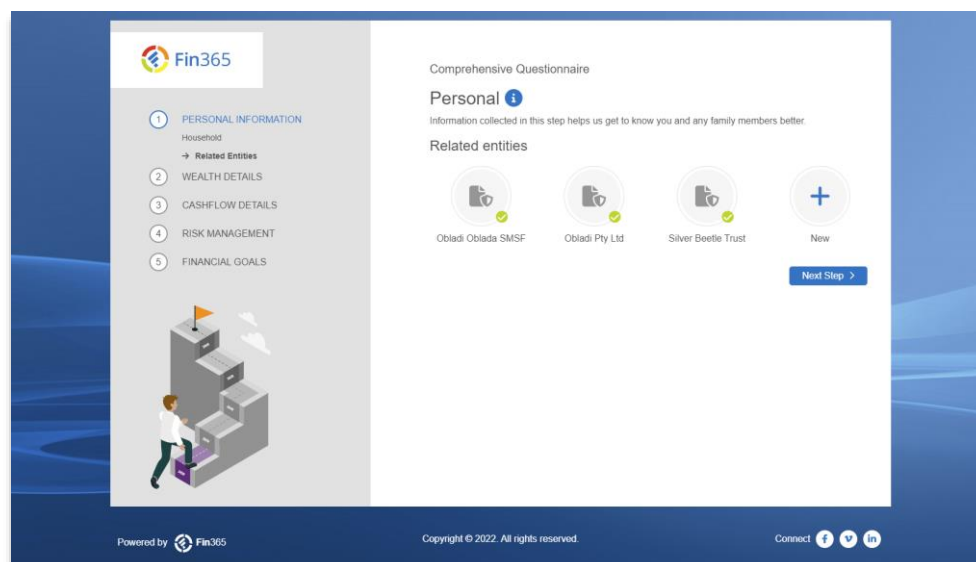 Fin365
1 PERSONAL INFORMATION
Household
→ Related Entities
2 WEALTH DETAILS
3 CASHFLOW DETAILS
4 RISK MANAGEMENT
5 FINANCIAL GOALS
Comprehensive Questionnaire
Personal i
Information collected in this step helps us get to know you and any family members better.
Related entities
Obladi Oblada SMSF
Obladi Pty Ltd
Silver Beetle Trust
New
Next Step >
Powered by Fin365
Copyright © 2022. All rights reserved.
Connect f v in